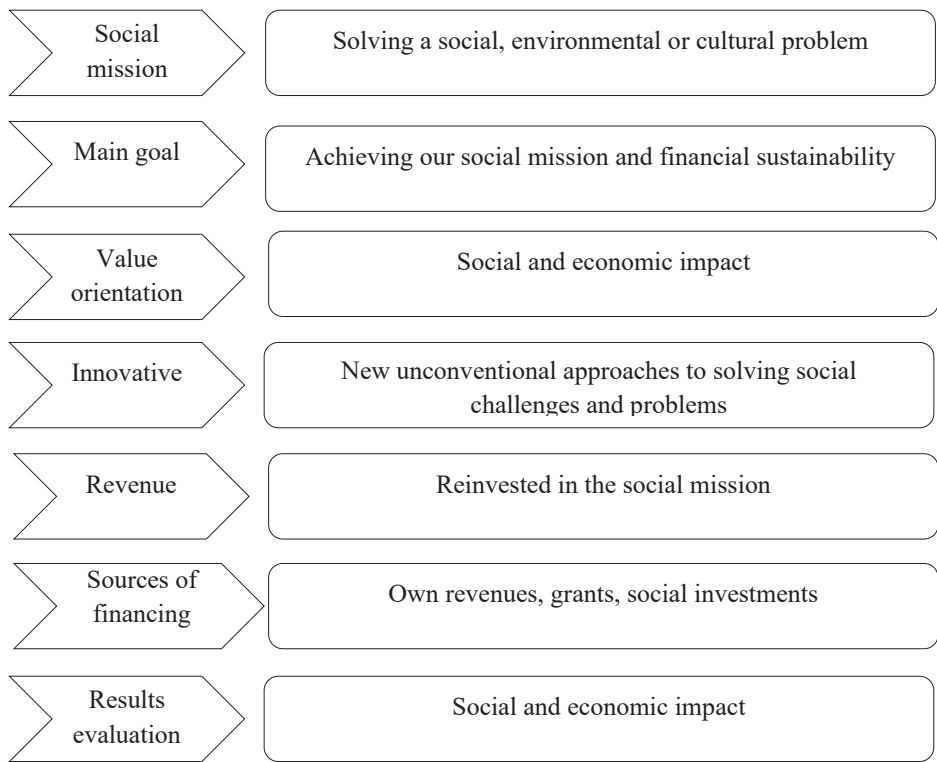 Social
mission
Solving a social, environmental or cultural problem
Main goal
Achieving our social mission and financial sustainability
Value
orientation
Social and economic impact
Innovative
New unconventional approaches to solving social
challenges and problems
Revenue
Reinvested in the social mission
Sources of
financing
Own revenues, grants, social investments
Results
evaluation
Social and economic impact